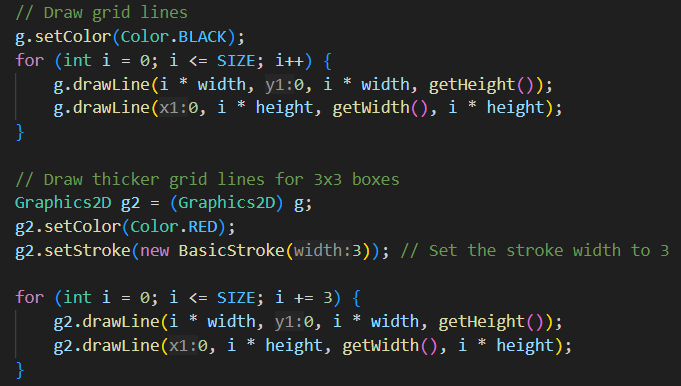 // Draw grid lines
g.setColor(Color.BLACK);
for (int i = 0; i <= SIZE; i++) {
g.drawLine(i * width, y1:0, i * width, getHeight());
g.drawLine(x1:0, i * height, getWidth(), i * height);
}
// Draw thicker grid lines for 3x3 boxes
Graphics2D g2 = (Graphics2D) g;
g2.setColor(Color.RED);
g2.setStroke(new BasicStroke(width:3)); // Set the stroke width to 3
for (int i = 0; i <= SIZE; i += 3) {
g2.drawLine(i * width, y1:0, i * width, getHeight());
g2.drawLine(x1:0, i * height, getWidth(), i * height);
}